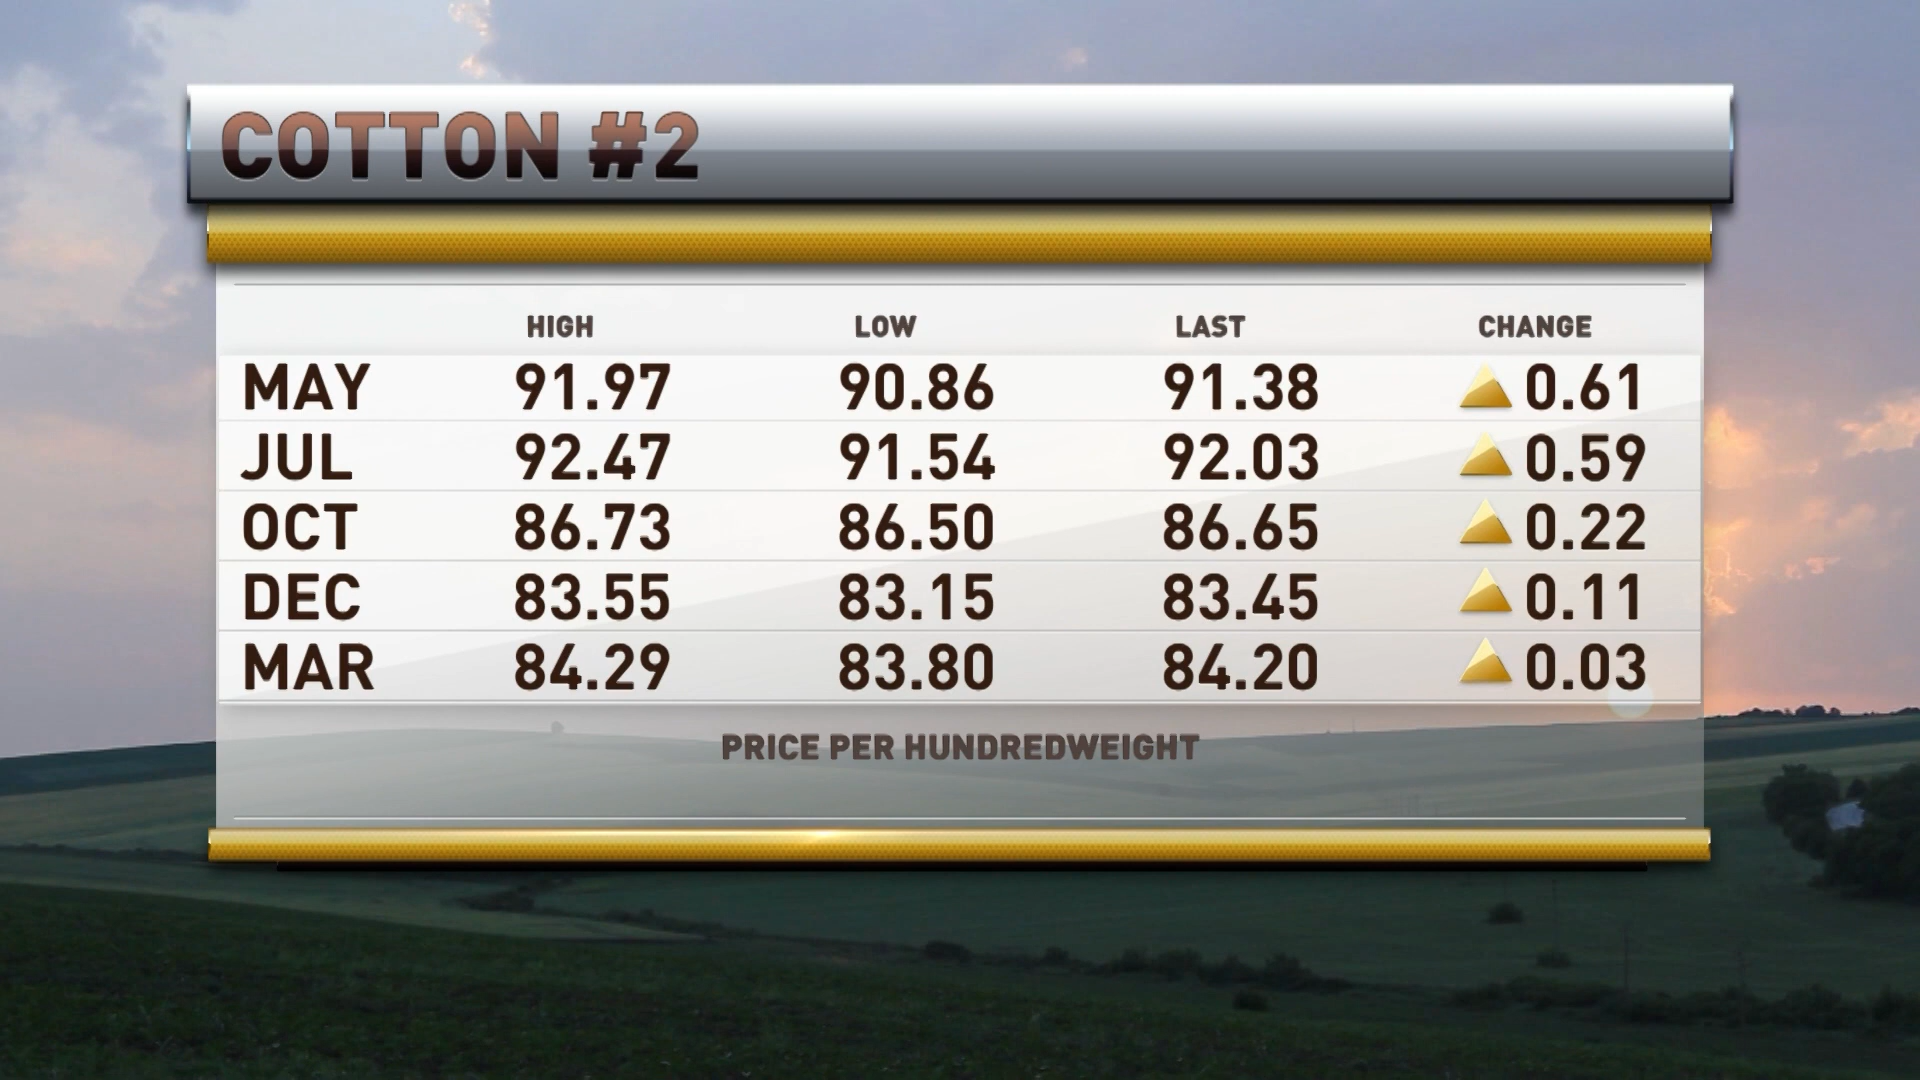 COTTON #2
HIGH LOW LAST CHANGE
MAY 91.97 90.86 91.38 0.61
JUL 92.47 91.54 92.03 0.59
OCT 86.73 86.50 86.65 0.22
DEC 83.55 83.15 83.45 0.11
MAR 84.29 83.80 84.20 0.03
PRICE PER HUNDREDWEIGHT